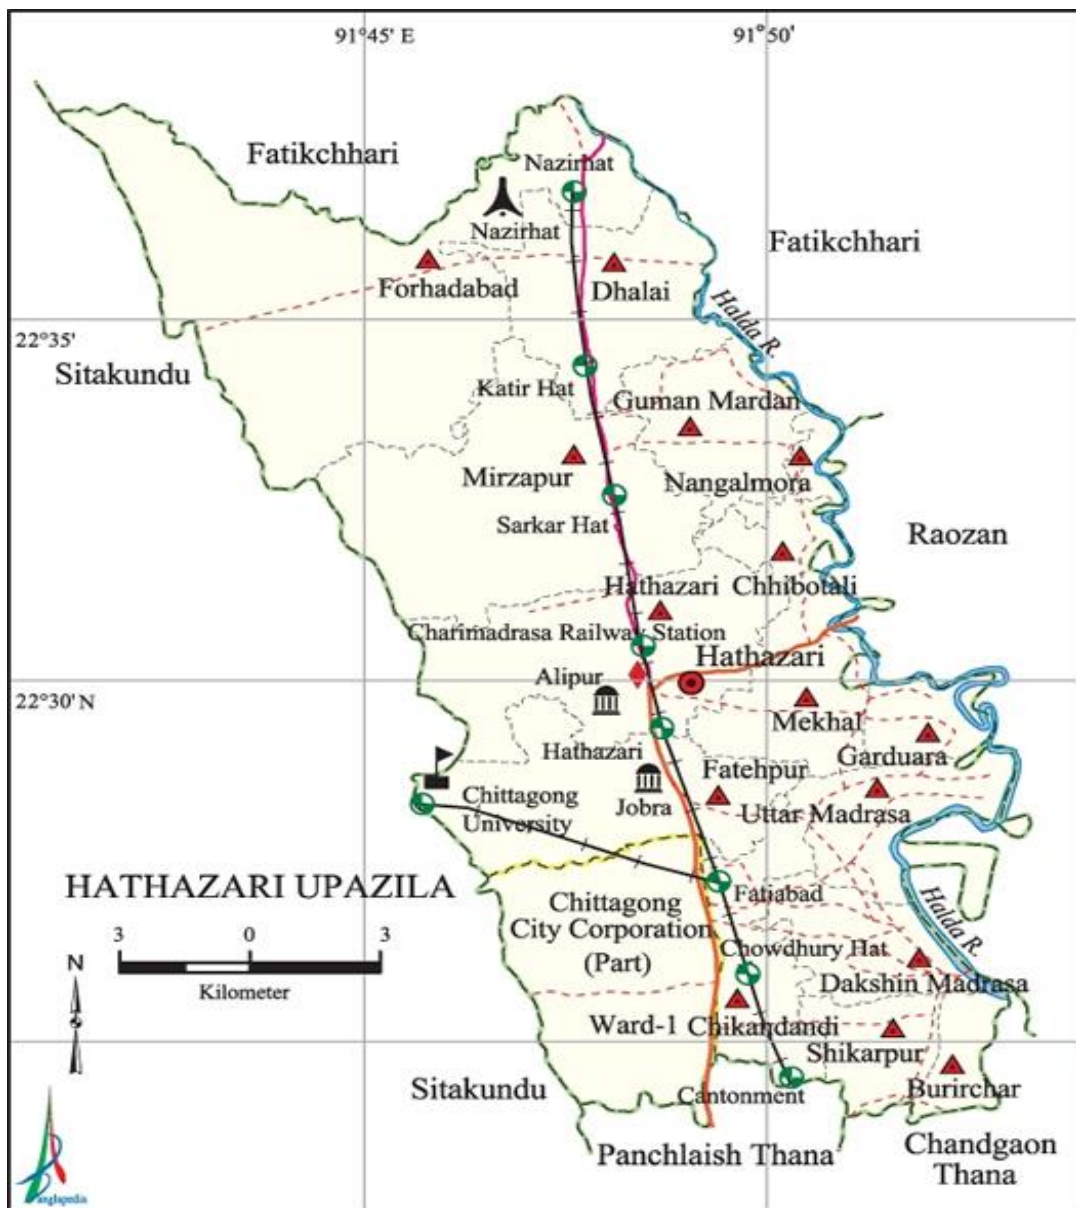 91°45' E
91°50'
Fatikchhari
Nazirhat
Nazirhat
Fatikchhari
Forhadabad
Dhalai
Halda R.
22°35'
Sitakundu
Katir Hat
Guman Mardan
Mirzapur
Nangalmora
Sarkar Hat
Raozan
Hathazari
Chhibotali
Charimadrasa Railway Station
Hathazari
Alipur
22°30' N
Mekhal
Hathazari
Garduara
Fatehpur
Chittagong
University
Jobra
Uttar Madrasa
HATHAZARI UPAZILA
Fatiabad
Chittagong
City Corporation
(Part)
Halda R.
3 0 3
Kilometer
Chowdhury Hat
Dakshin Madrasa
N
Ward-1
Chikandandi
Shikarpur
Sitakundu
Cantonment
Burirchar
Panchlaish Thana
Chandgaon
Thana
anglapedia